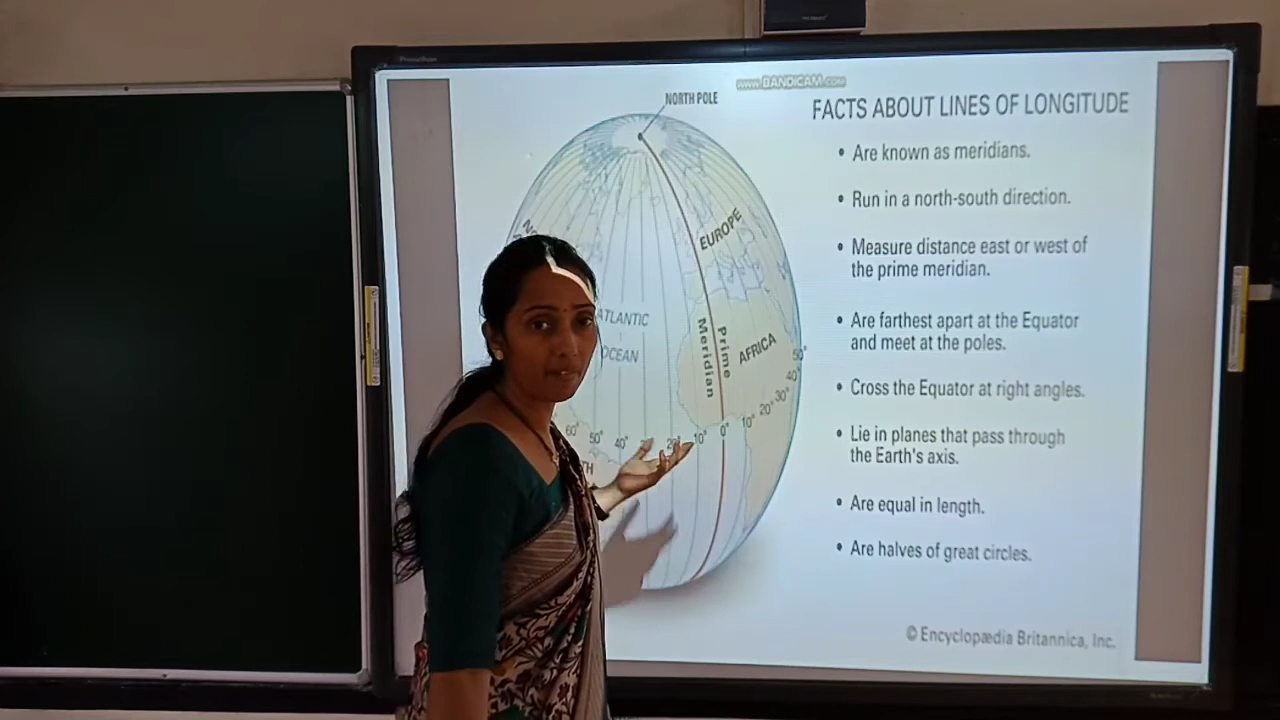 www.BANDICAM.com
NORTH POLE
FACTS ABOUT LINES OF LONGITUDE
• Are known as meridians.
• Run in a north-south direction.
• Measure distance east or west of
the prime meridian.
• Are farthest apart at the Equator
and meet at the poles.
• Cross the Equator at right angles.
• Lie in planes that pass through
the Earth's axis.
• Are equal in length.
• Are halves of great circles.
© Encyclopædia Britannica, Inc.
EUROPE
ATLANTIC
OCEAN
Prime
Meridian
AFRICA
60° 50° 40° 10° 0° 10° 20° 30° 40° 50°